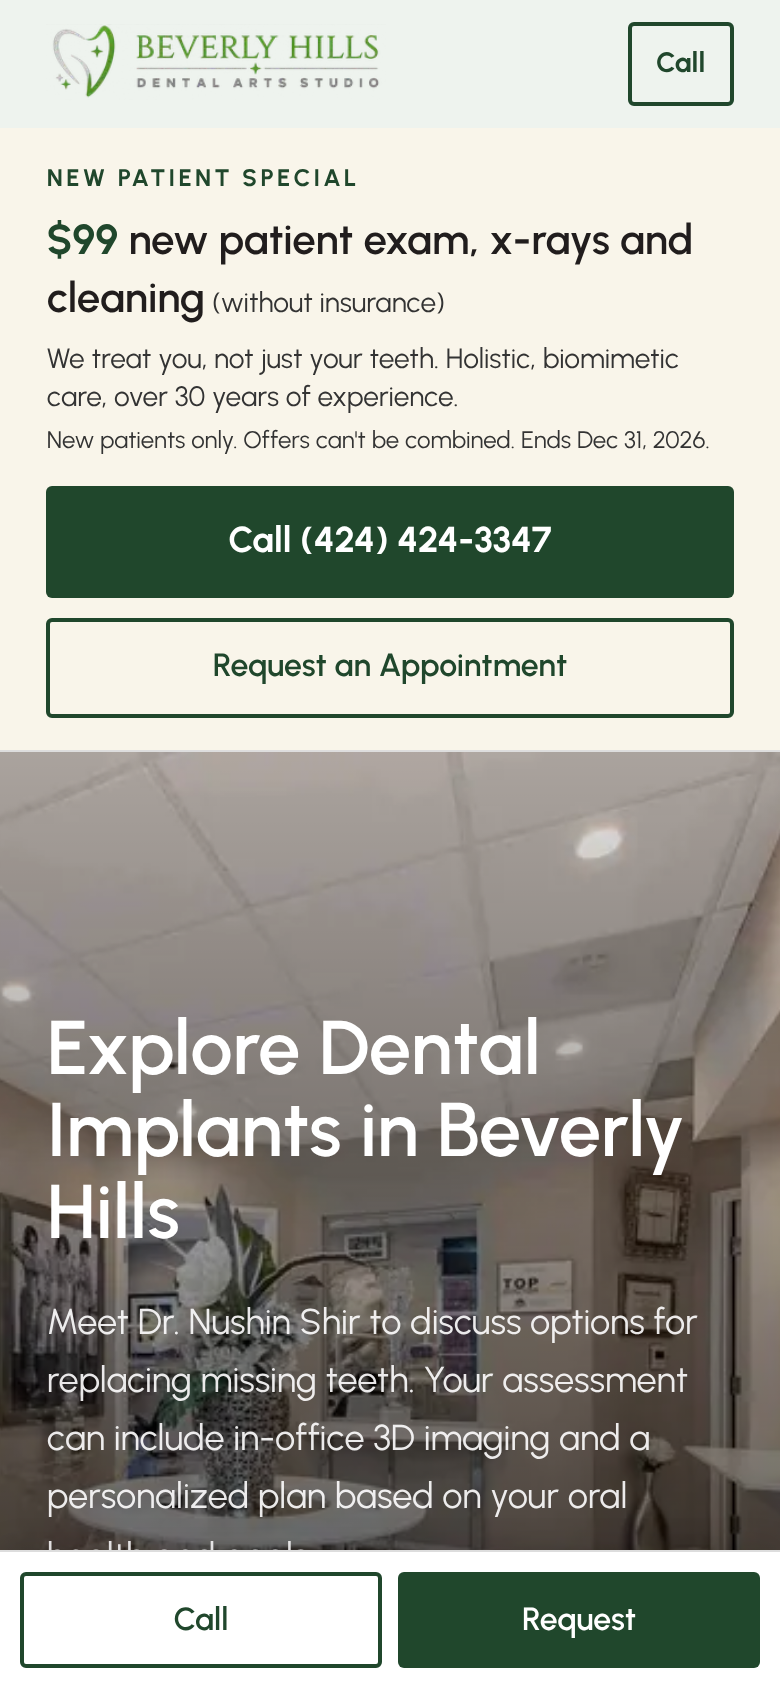 BEVERLY HILLS
DENTAL ARTS STUDIO
Call
NEW PATIENT SPECIAL
$99 new patient exam, x-rays and
cleaning (without insurance)
We treat you, not just your teeth. Holistic, biomimetic
care, over 30 years of experience.
New patients only. Offers can't be combined. Ends Dec 31, 2026.
Call (424) 424-3347
Request an Appointment
Explore Dental
Implants in Beverly
Hills
TOP
Meet Dr. Nushin Shir to discuss options for
replacing missing teeth. Your assessment
can include in-office 3D imaging and a
personalized plan based on your oral
Call
Request